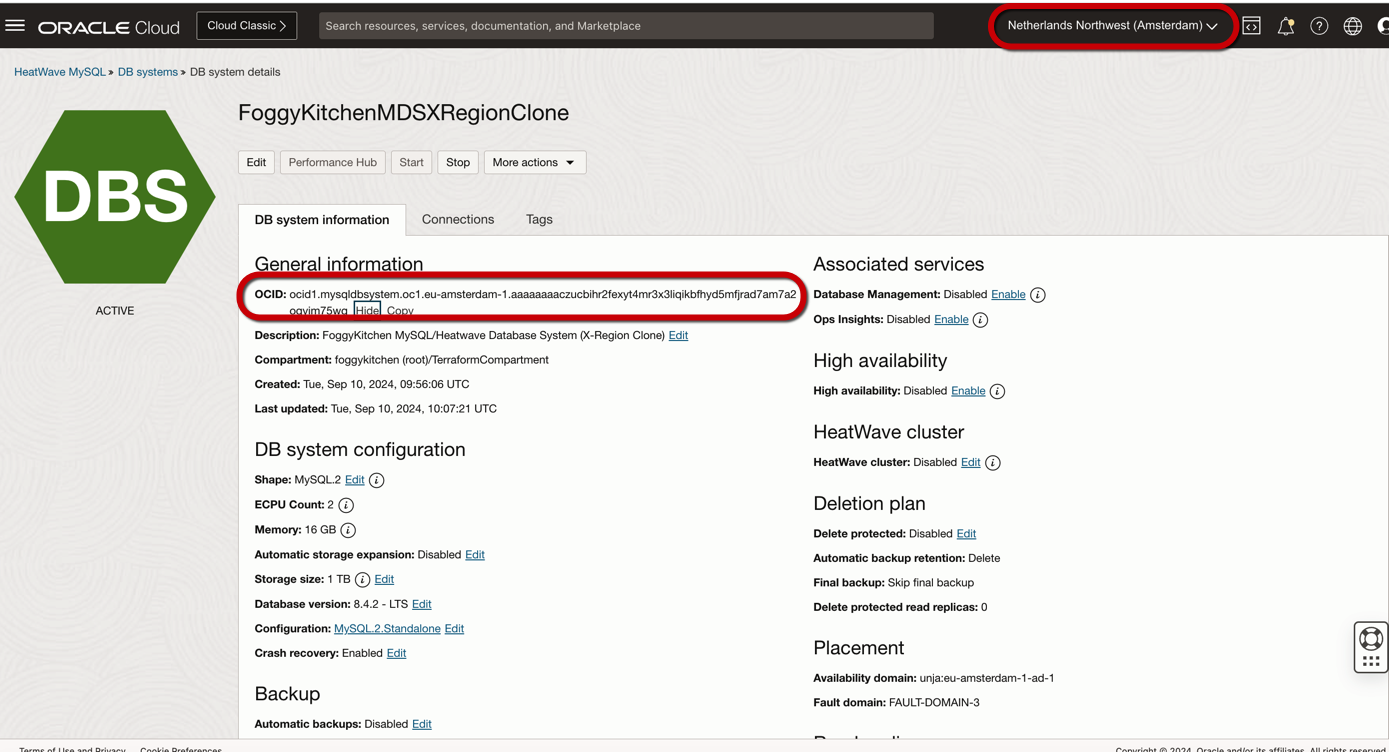 ORACLE Cloud
Cloud Classic >
Search resources, services, documentation, and Marketplace
Netherlands Northwest (Amsterdam)
HeatWave MySQL » DB systems » DB system details
DBS
ACTIVE
FoggyKitchenMDSXRegionClone
Edit Performance Hub Start Stop More actions
DB system information Connections Tags
General information
OCID: ocid1.mysqldbsystem.oc1.eu-amsterdam-1.aaaaaaaaczucbihr2fexyt4mr3x3liqikbfhyd5mfjrad7am7a2
Hide Copy
Description: FoggyKitchen MySQL/Heatwave Database System (X-Region Clone) Edit
Compartment: foggykitchen (root)/TerraformCompartment
Created: Tue, Sep 10, 2024, 09:56:06 UTC
Last updated: Tue, Sep 10, 2024, 10:07:21 UTC
DB system configuration
Shape: MySQL.2 Edit
ECPU Count: 2
Memory: 16 GB
Automatic storage expansion: Disabled Edit
Storage size: 1 TB Edit
Database version: 8.4.2 - LTS Edit
Configuration: MySQL.2.Standalone Edit
Crash recovery: Enabled Edit
Backup
Automatic backups: Disabled Edit
Associated services
Database Management: Disabled Enable
Ops Insights: Disabled Enable
High availability
High availability: Disabled Enable
HeatWave cluster
HeatWave cluster: Disabled Edit
Deletion plan
Delete protected: Disabled Edit
Automatic backup retention: Delete
Final backup: Skip final backup
Delete protected read replicas: 0
Placement
Availability domain: unja:eu-amsterdam-1-ad-1
Fault domain: FAULT-DOMAIN-3
Terms of Use and Privacy Cookie Preferences
Copyright © 2024, Oracle and/or its affiliates. All rights reserved.